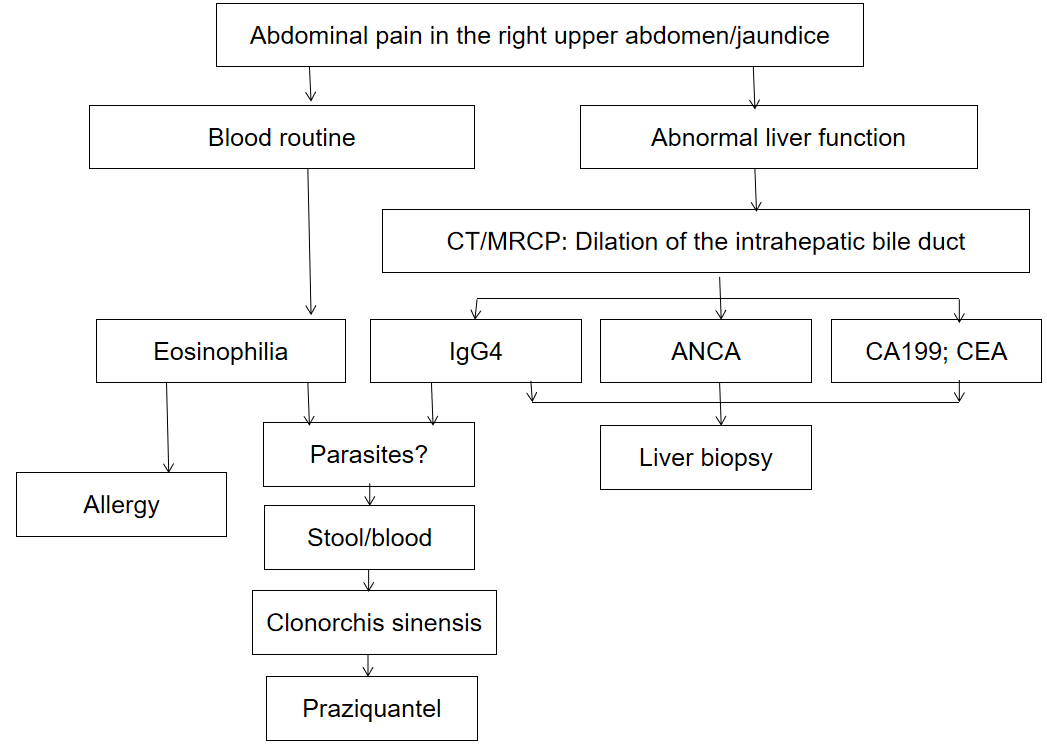 Abdominal pain in the right upper abdomen/jaundice
Blood routine
Abnormal liver function
CT/MRCP: Dilation of the intrahepatic bile duct
Eosinophilia
IgG4
ANCA
CA199; CEA
Parasites?
Liver biopsy
Allergy
Stool/blood
Clonorchis sinensis
Praziquantel